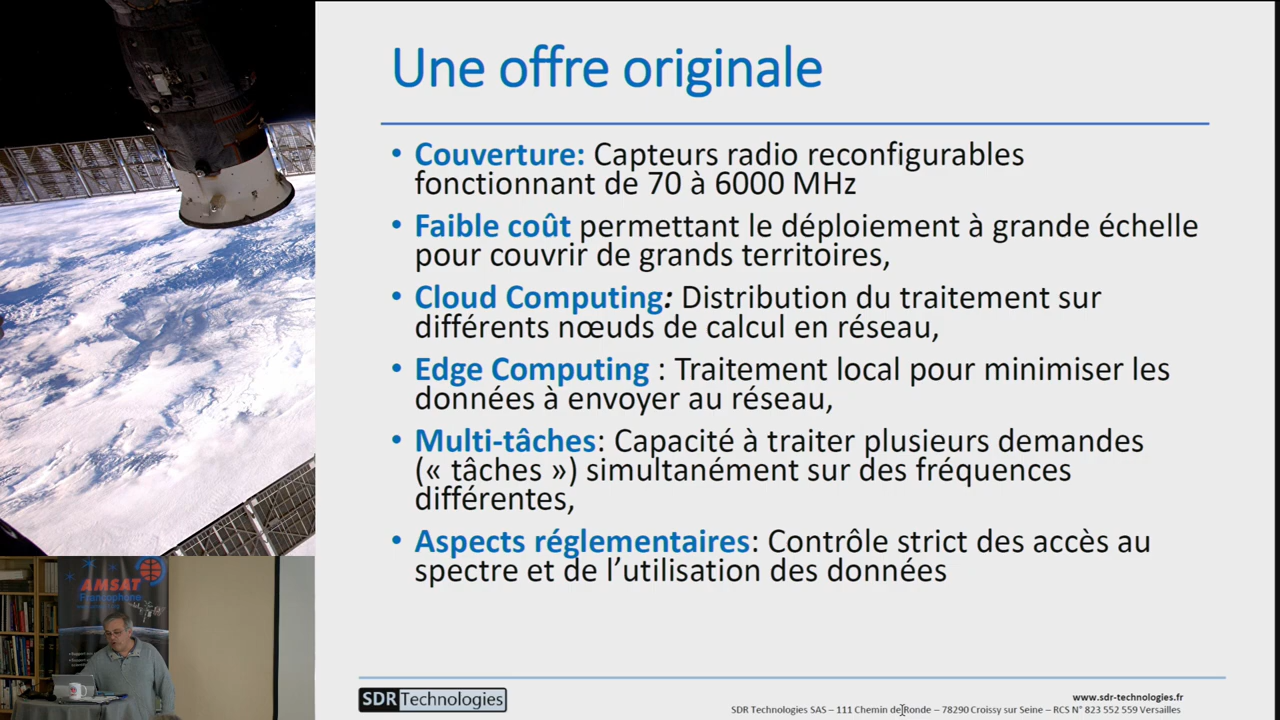 Une offre originale
• Couverture: Capteurs radio reconfigurables
fonctionnant de 70 à 6000 MHz
• Faible coût permettant le déploiement à grande échelle
pour couvrir de grands territoires,
• Cloud Computing: Distribution du traitement sur
différents nœuds de calcul en réseau,
• Edge Computing : Traitement local pour minimiser les
données à envoyer au réseau,
• Multi-tâches: Capacité à traiter plusieurs demandes
(« tâches ») simultanément sur des fréquences
différentes,
• Aspects réglementaires: Contrôle strict des accès au
spectre et de l'utilisation des données
AMSAT
Francophone
SDR Technologies
www.sdr-technologies.fr
SDR Technologies SAS – 111 Chemin de Ronde – 78290 Croissy sur Seine – RCS N° 823 552 559 Versailles